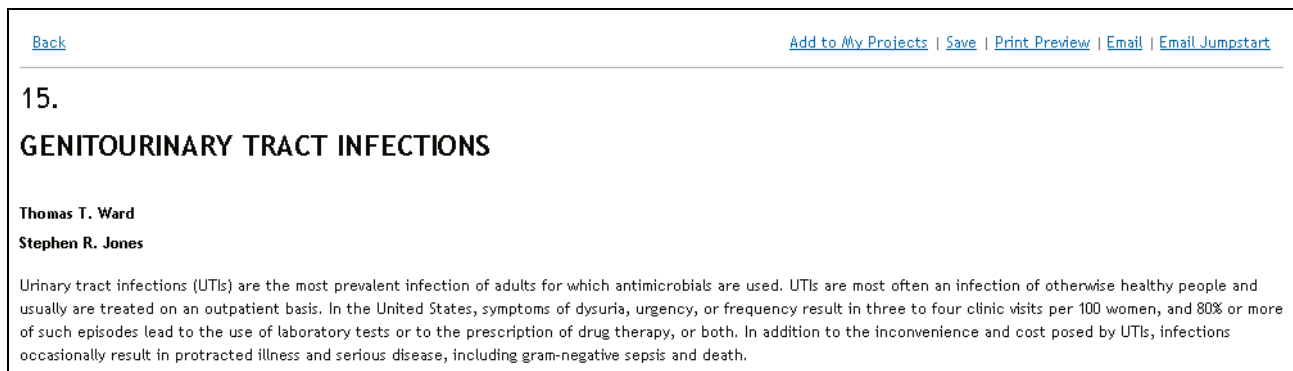 Back
Add to My Projects | Save | Print Preview | Email | Email Jumpstart
15.
GENITOURINARY TRACT INFECTIONS
Thomas T. Ward
Stephen R. Jones
Urinary tract infections (UTIs) are the most prevalent infection of adults for which antimicrobials are used. UTIs are most often an infection of otherwise healthy people and
usually are treated on an outpatient basis. In the United States, symptoms of dysuria, urgency, or frequency result in three to four clinic visits per 100 women, and 80% or more
of such episodes lead to the use of laboratory tests or to the prescription of drug therapy, or both. In addition to the inconvenience and cost posed by UTIs, infections
occasionally result in protracted illness and serious disease, including gram-negative sepsis and death.